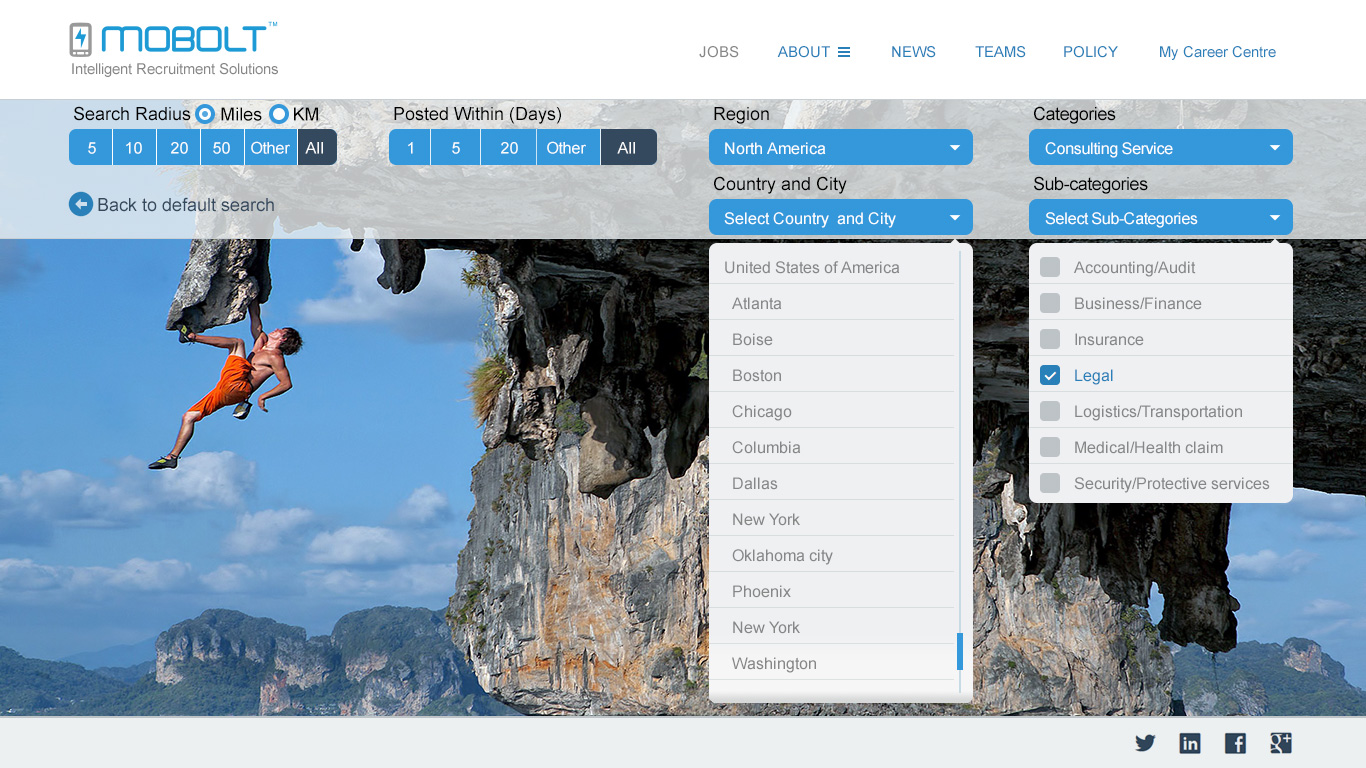 MOBOLT™
Intelligent Recruitment Solutions
JOBS
ABOUT
NEWS
TEAMS
POLICY
My Career Centre
Search Radius Miles KM
5 10 20 50 Other All
Posted Within (Days)
1 5 20 Other All
Region
North America
Categories
Consulting Service
Back to default search
Country and City
Select Country and City
Sub-categories
Select Sub-Categories
United States of America
Atlanta
Boise
Boston
Chicago
Columbia
Dallas
New York
Oklahoma city
Phoenix
New York
Washington
Accounting/Audit
Business/Finance
Insurance
Legal
Logistics/Transportation
Medical/Health claim
Security/Protective services
in
f
g+